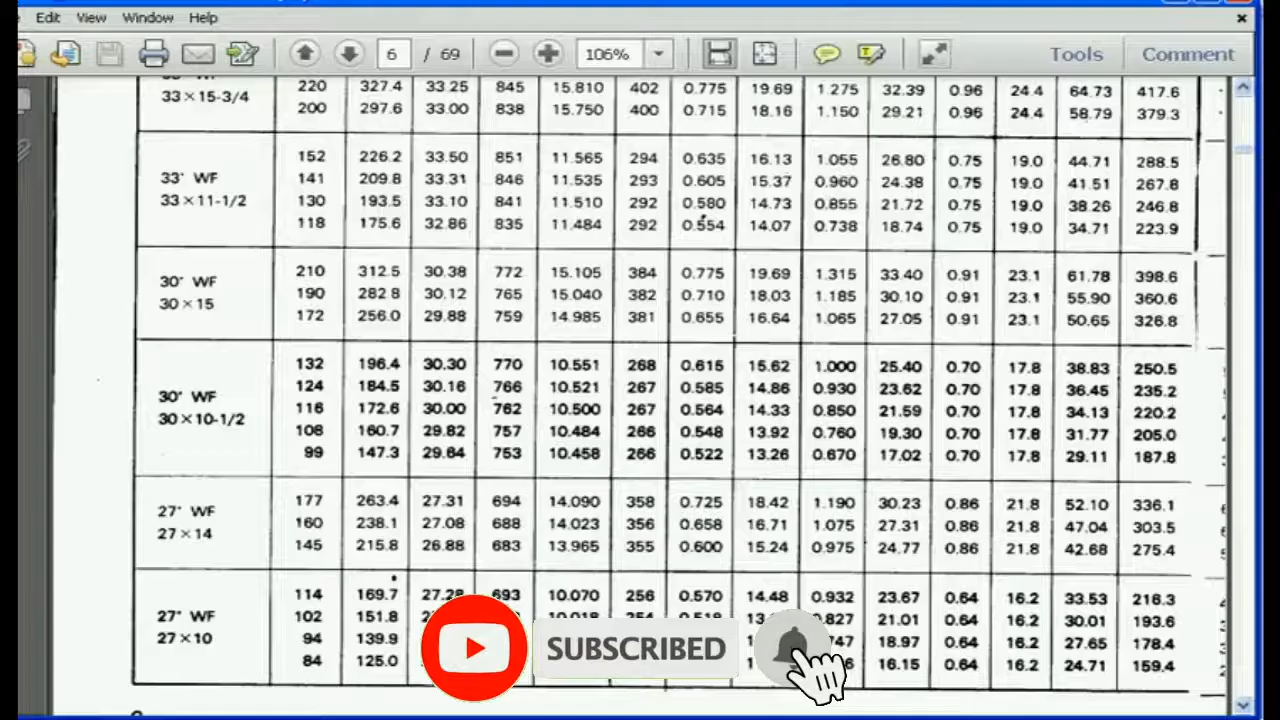 Edit View Window Help
6 / 69 106% Tools Comment
220 327.4 33.25 845 15.810 402 0.775 19.69 1.275 32.39 0.96 24.4 64.73 417.6
33×15-3/4
200 297.6 33.00 838 15.750 400 0.715 18.16 1.150 29.21 0.96 24.4 58.79 379.3
152 226.2 33.50 851 11.565 294 0.635 16.13 1.055 26.80 0.75 19.0 44.71 288.5
33" WF 141 209.8 33.31 846 11.535 293 0.605 15.37 0.960 24.38 0.75 19.0 41.51 267.8
33×11-1/2 130 193.5 33.10 841 11.510 292 0.580 14.73 0.855 21.72 0.75 19.0 38.26 246.8
118 175.6 32.86 835 11.484 292 0.554 14.07 0.738 18.74 0.75 19.0 34.71 223.9
30" WF 210 312.5 30.38 772 15.105 384 0.775 19.69 1.315 33.40 0.91 23.1 61.78 398.6
30×15 190 282.8 30.12 765 15.040 382 0.710 18.03 1.185 30.10 0.91 23.1 55.90 360.6
172 256.0 29.88 759 14.985 381 0.655 16.64 1.065 27.05 0.91 23.1 50.65 326.8
132 196.4 30.30 770 10.551 268 0.615 15.62 1.000 25.40 0.70 17.8 38.83 250.5
124 184.5 30.16 766 10.521 267 0.585 14.86 0.930 23.62 0.70 17.8 36.45 235.2
30" WF 116 172.6 30.00 762 10.500 267 0.564 14.33 0.850 21.59 0.70 17.8 34.13 220.2
30×10-1/2 108 160.7 29.82 757 10.484 266 0.548 13.92 0.760 19.30 0.70 17.8 31.77 205.0
99 147.3 29.64 753 10.458 266 0.522 13.26 0.670 17.02 0.70 17.8 29.11 187.8
177 263.4 27.31 694 14.090 358 0.725 18.42 1.190 30.23 0.86 21.8 52.10 336.1
27" WF 160 238.1 27.08 688 14.023 356 0.658 16.71 1.075 27.31 0.86 21.8 47.04 303.5
27×14 145 215.8 26.88 683 13.965 355 0.600 15.24 0.975 24.77 0.86 21.8 42.68 275.4
114 169.7 27.28 693 10.070 256 0.570 14.48 0.932 23.67 0.64 16.2 33.53 216.3
27" WF 102 151.8 21.01 0.64 16.2 30.01 193.6
27×10 94 139.9 18.97 0.64 16.2 27.65 178.4
84 125.0 16.15 0.64 16.2 24.71 159.4
SUBSCRIBED